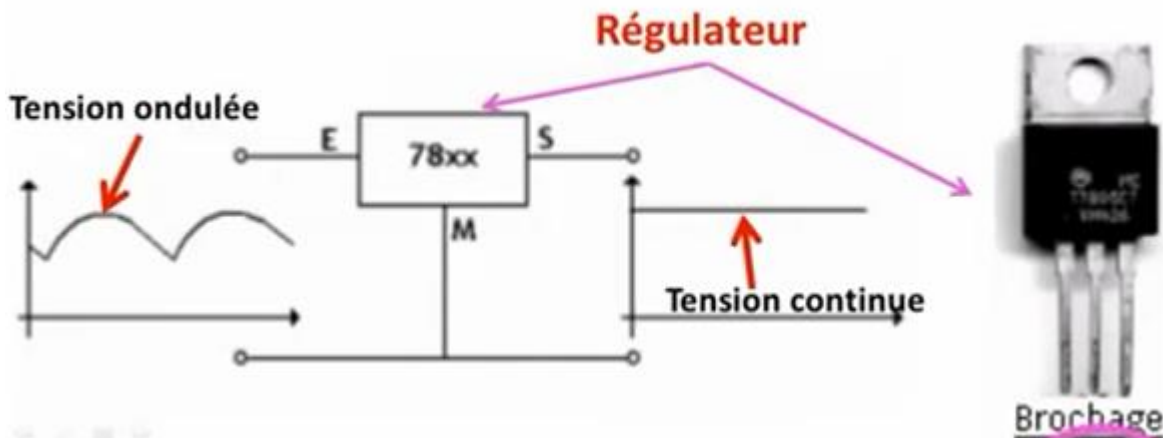 Régulateur
Tension ondulée
E
78xx
S
M
Tension continue
Brochage